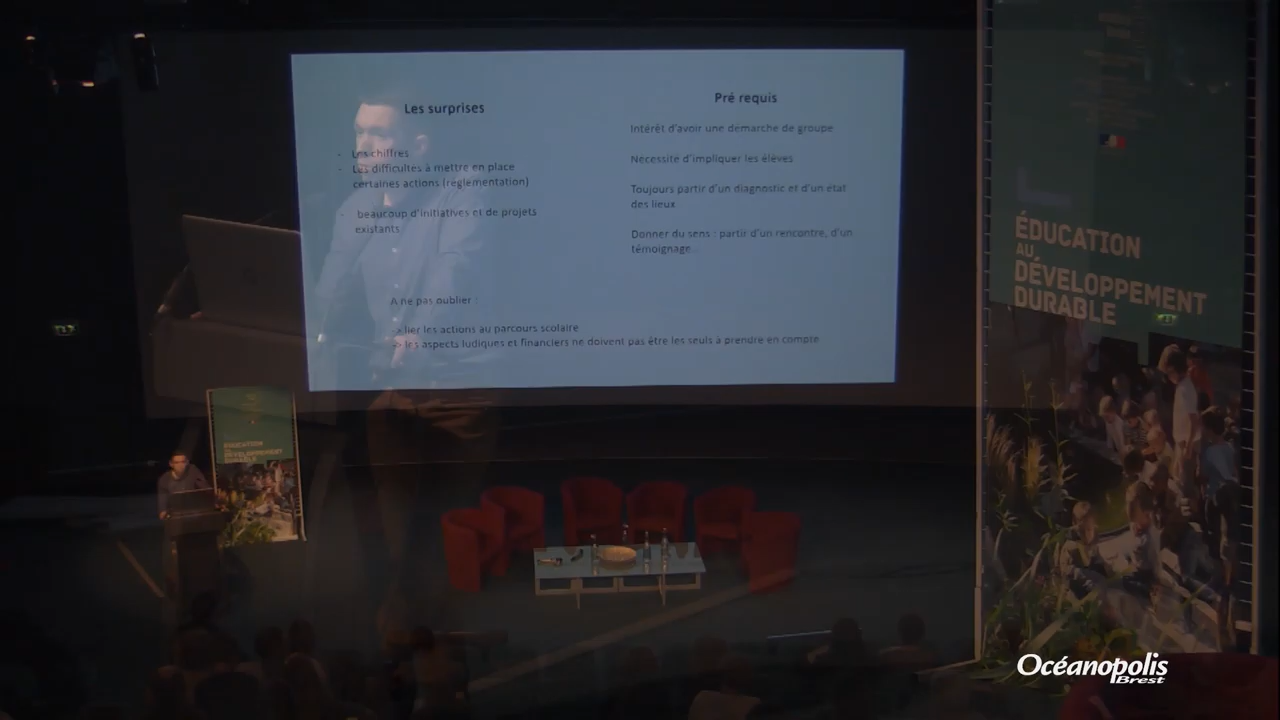 Les surprises
- Les chiffres
- Les difficultés à mettre en place
certaines actions (réglementation)
- beaucoup d'initiatives et de projets
existants
Pré requis
Intérêt d'avoir une démarche de groupe
Nécessité d'impliquer les élèves
Toujours partir d'un diagnostic et d'un état
des lieux
Donner du sens : partir d'un rencontre, d'un
témoignage...
A ne pas oublier :
-> lier les actions au parcours scolaire
-> les aspects ludiques et financiers ne doivent pas être les seuls à prendre en compte
ÉDUCATION
AU
DÉVELOPPEMENT
DURABLE
ÉDUCATION
AU
DÉVELOPPEMENT
DURABLE
Océanopolis
Brest